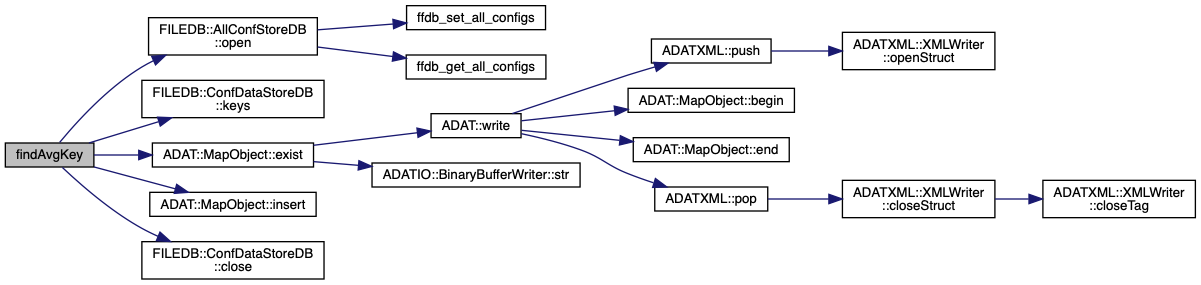 findAvgKey
FILEDB::AllConfStoreDB
::open
ffdb_set_all_configs
ffdb_get_all_configs
FILEDB::ConfDataStoreDB
::keys
ADAT::MapObject::exist
ADAT::write
ADATXML::push
ADATXML::XMLWriter
::openStruct
ADAT::MapObject::begin
ADAT::MapObject::end
ADATXML::pop
ADATXML::XMLWriter
::closeStruct
ADATXML::XMLWriter
::closeTag
ADATIO::BinaryBufferWriter::str
ADAT::MapObject::insert
FILEDB::ConfDataStoreDB
::close